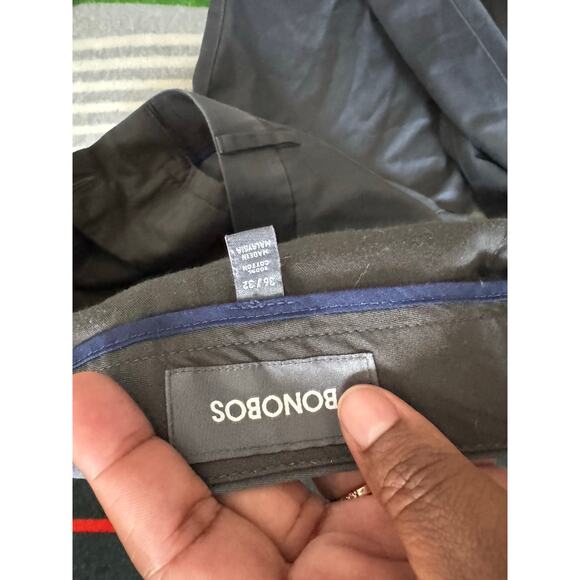 BONOBOS
36/32
100%
COTTON
MADE IN
MALAYSIA